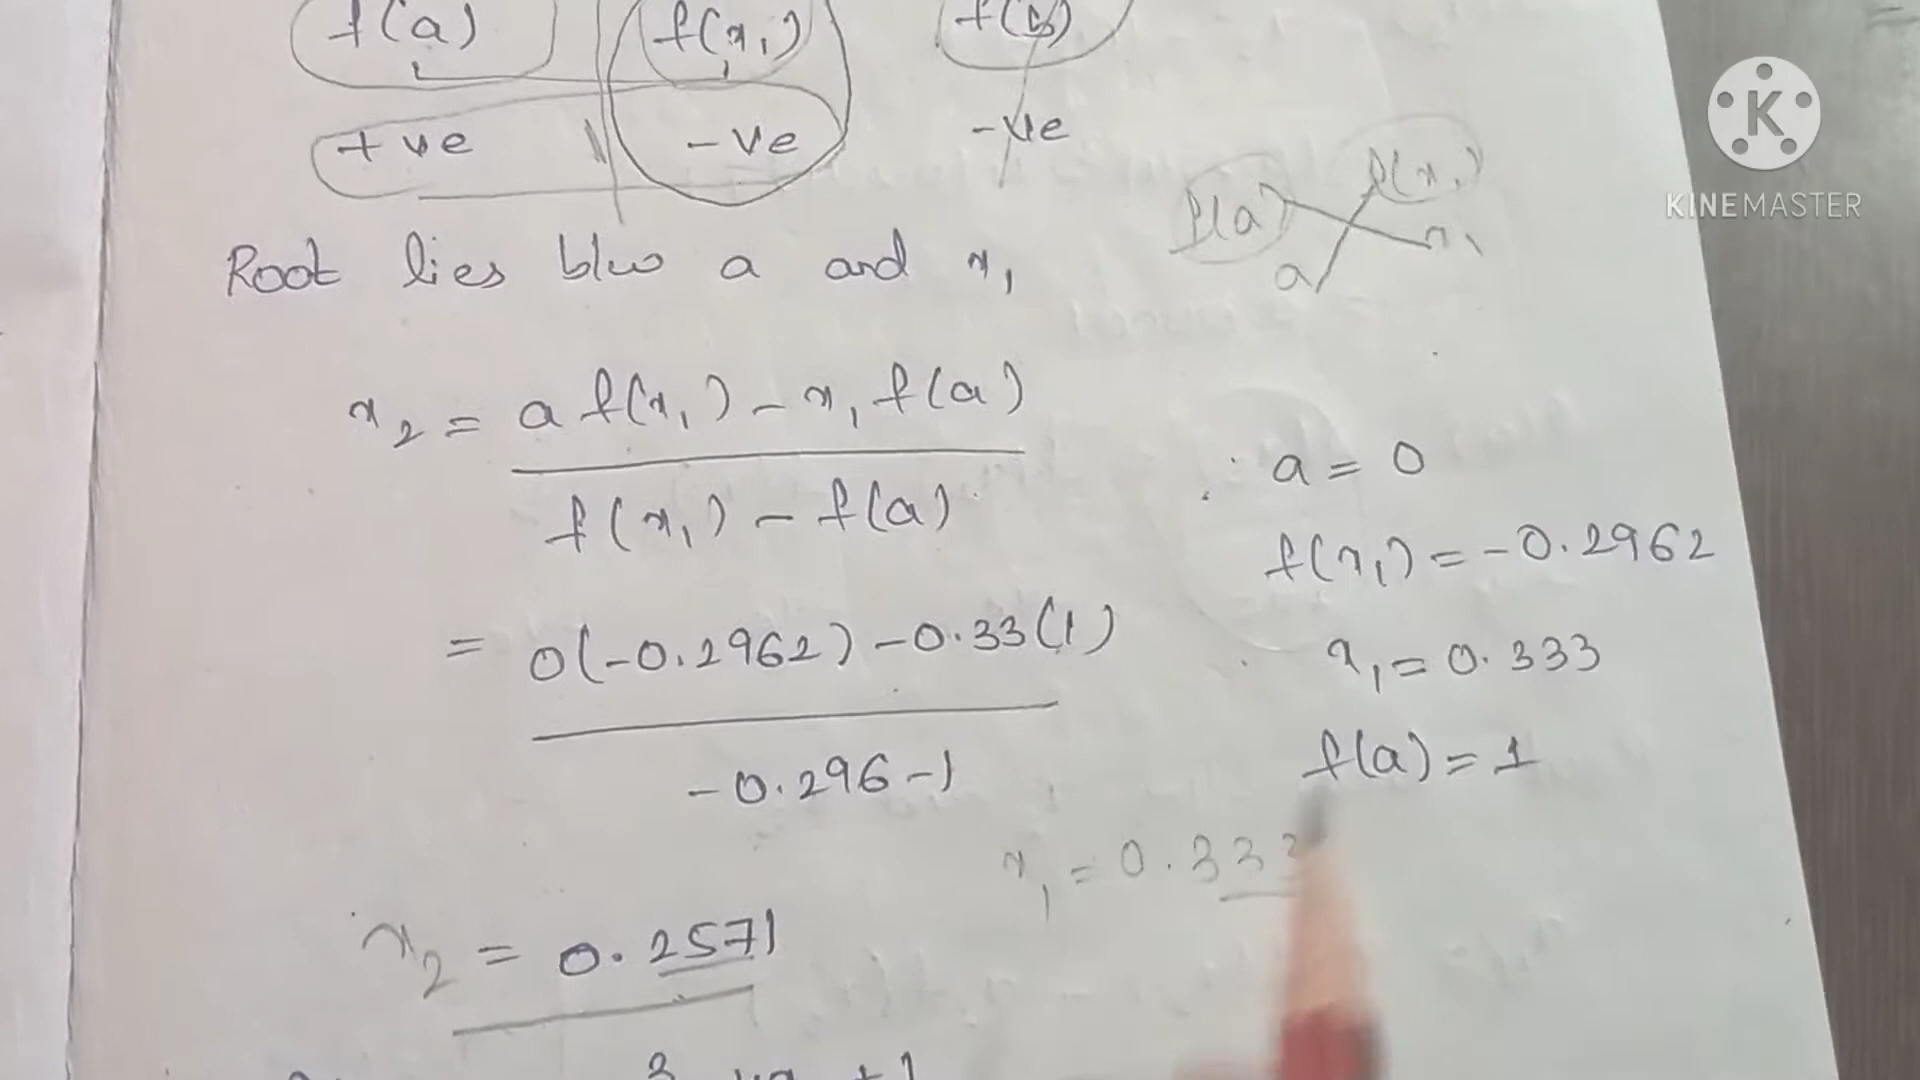 f(a) f(x₁) f(b)
+ve -ve -ve
f(a) f(x₁)
a x₁
Root lies b/w a and x₁
x₂ = a f(x₁) - x₁ f(a)
f(x₁) - f(a)
a = 0
f(x₁) = -0.2962
= 0(-0.2962) - 0.33(1)
-0.296 - 1
x₁ = 0.333
f(a) = 1
x₁ = 0.333
x₂ = 0.2571
K
KINEMASTER